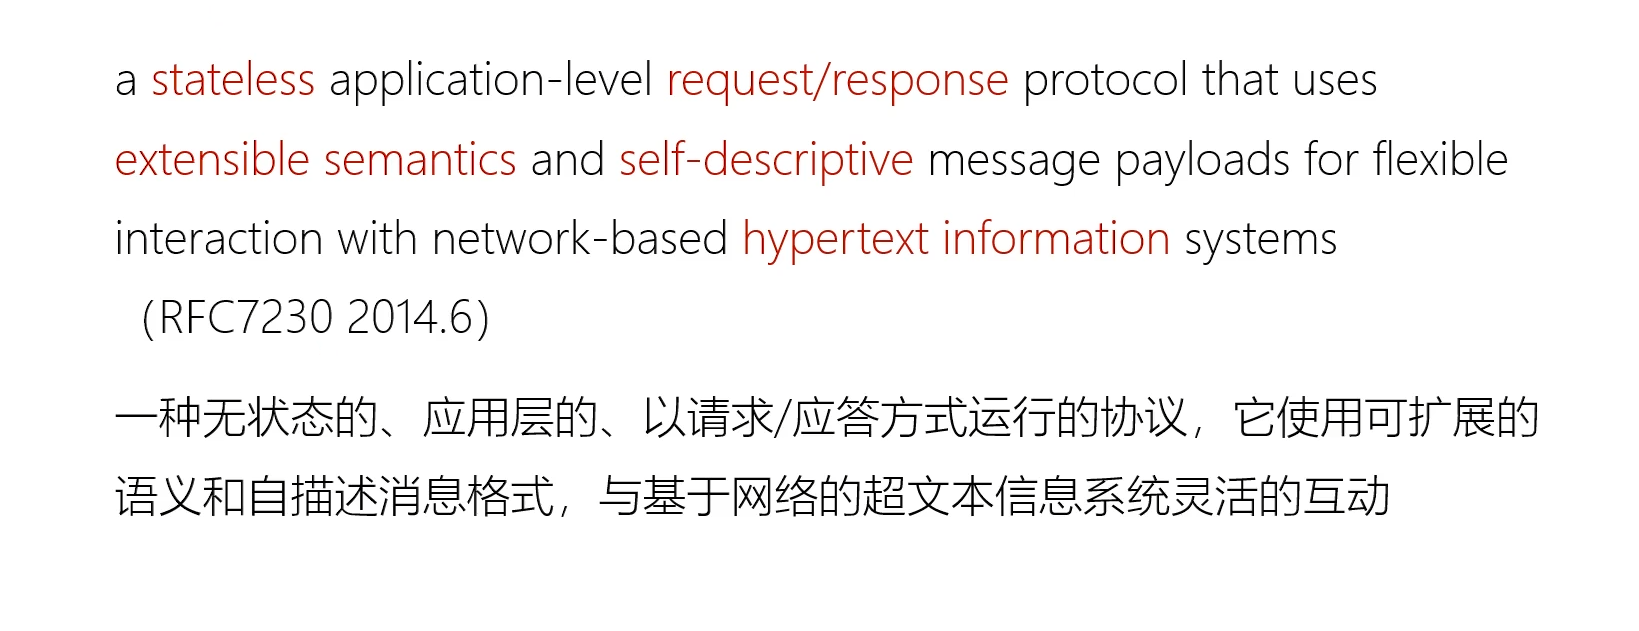 a stateless application-level request/response protocol that uses
extensible semantics and self-descriptive message payloads for flexible
interaction with network-based hypertext information systems
（RFC7230 2014.6）
一种无状态的、应用层的、以请求/应答方式运行的协议，它使用可扩展的
语义和自描述消息格式，与基于网络的超文本信息系统灵活的互动